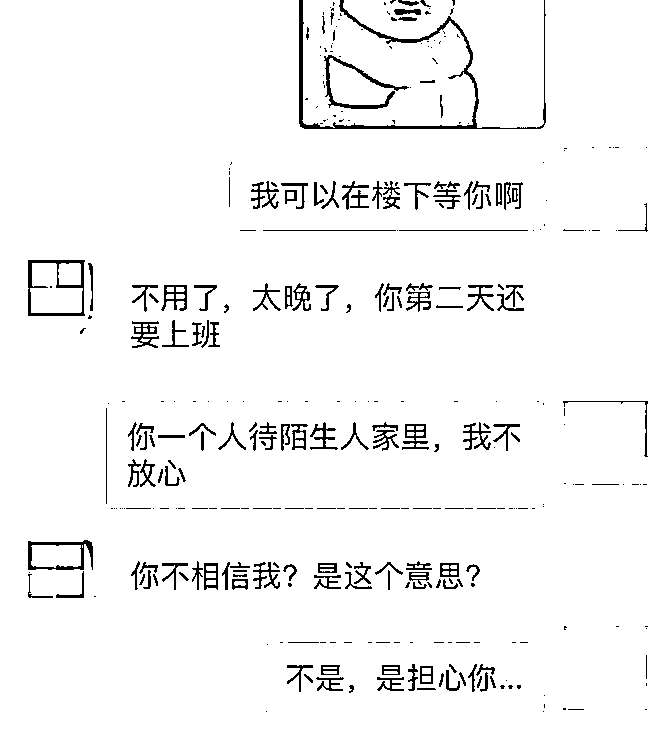 我可以在楼下等你啊
不用了，太晚了，你第二天还
要上班
你一个人待陌生人家里，我不
放心
你不相信我？是这个意思？
不是，是担心你...